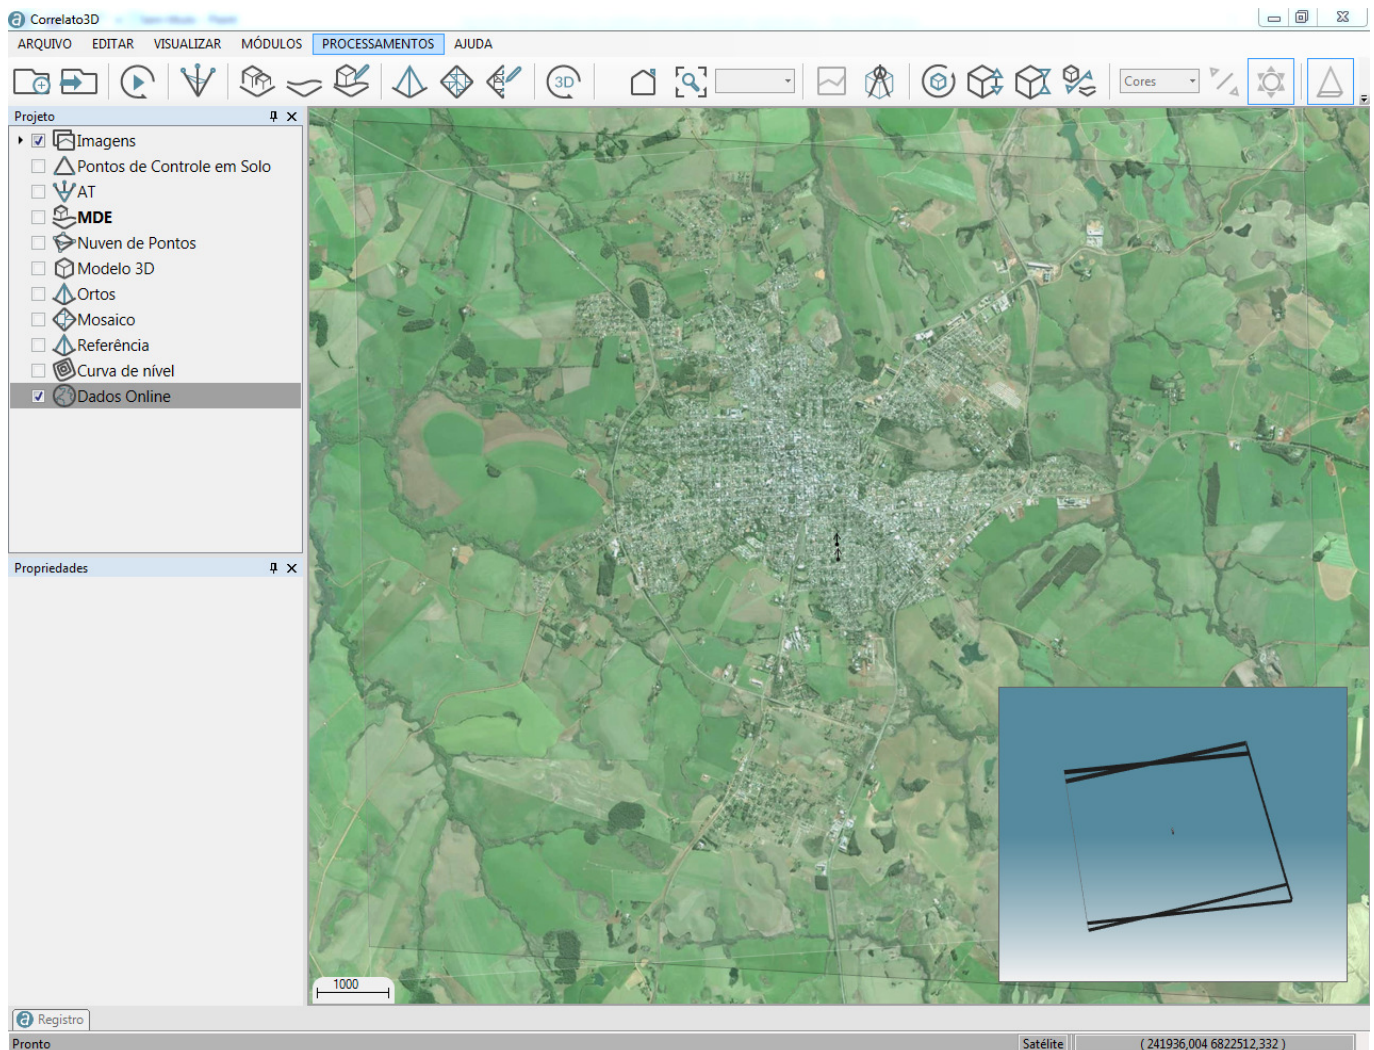 Correlato3D
ARQUIVO EDITAR VISUALIZAR MÓDULOS PROCESSAMENTOS AJUDA
3D
Cores
Projeto
Imagens
Pontos de Controle em Solo
AT
MDE
Nuven de Pontos
Modelo 3D
Ortos
Mosaico
Referência
Curva de nível
Dados Online
Propriedades
1000
Registro
Pronto
Satélite
( 241936,004 6822512,332 )